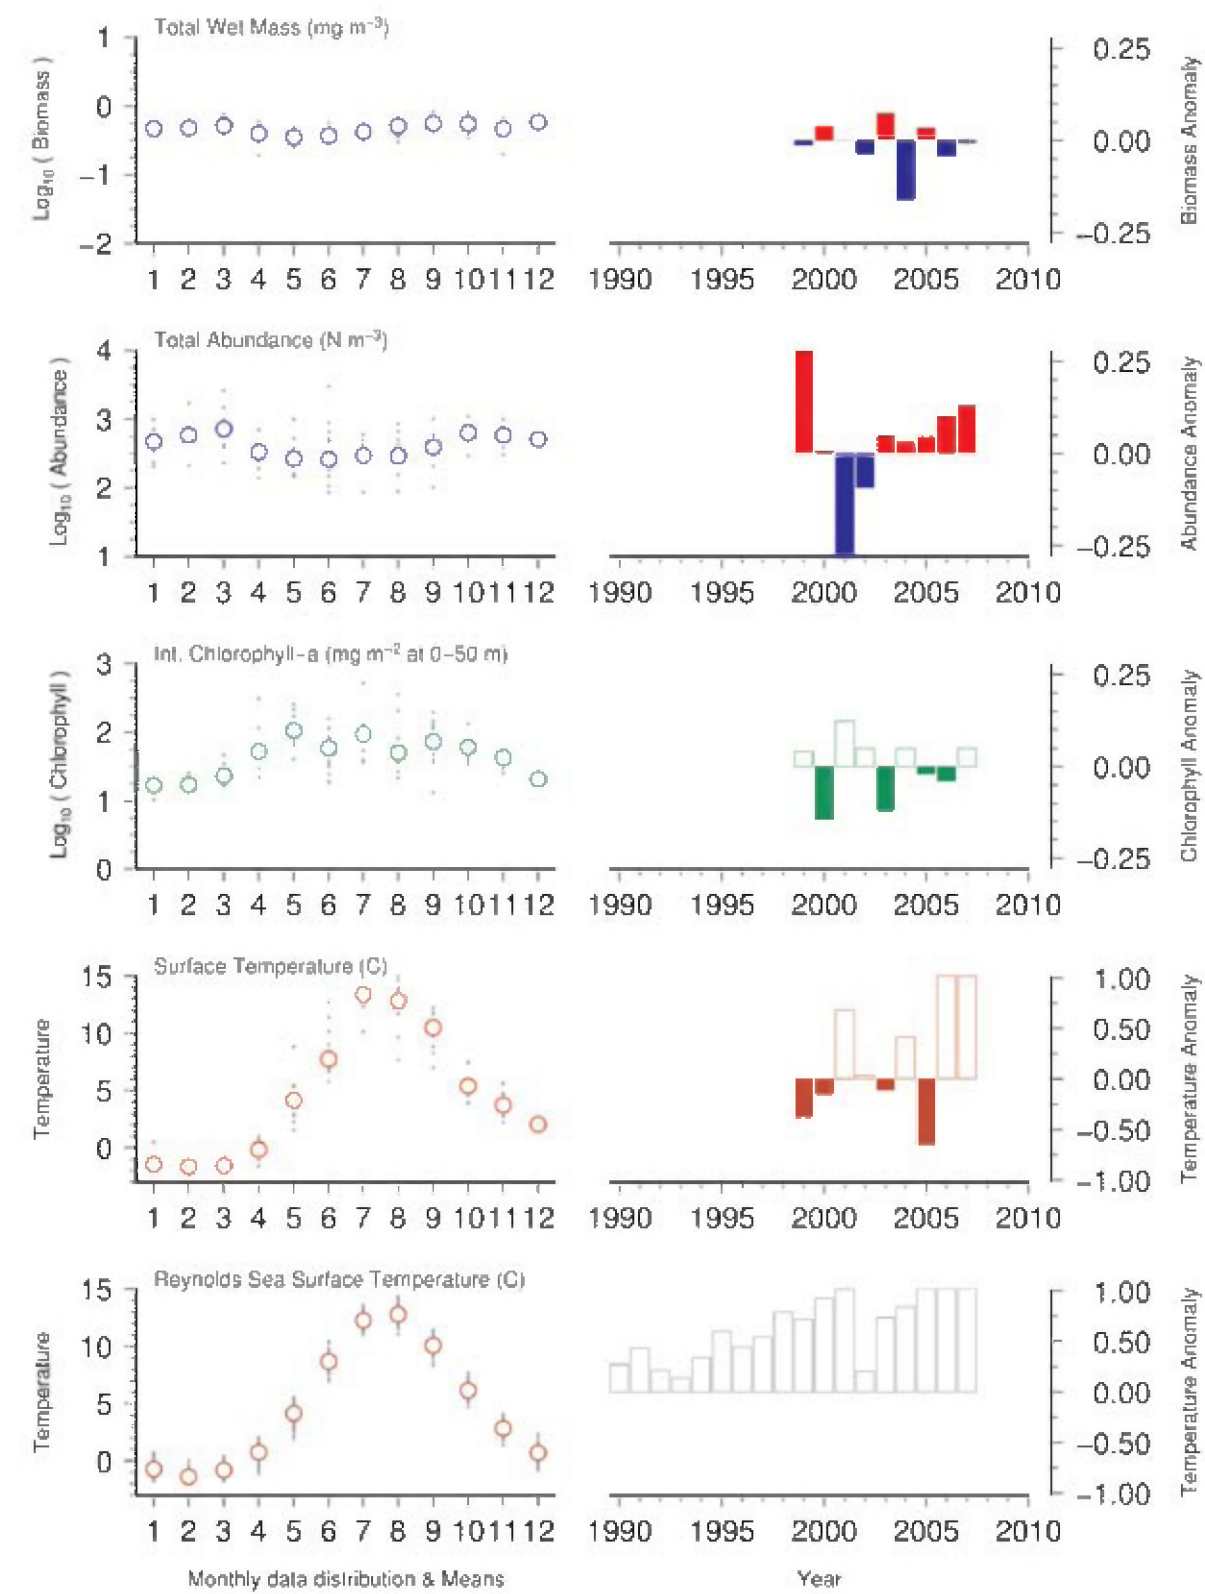 Total Wet Mass (mg m⁻³)
Log₁₀ ( Biomass )
1
0
−1
−2
1 2 3 4 5 6 7 8 9 10 11 12
1990 1995 2000 2005 2010
0.25
0.00
−0.25
Biomass Anomaly
Total Abundance (N m⁻³)
Log₁₀ ( Abundance )
4
3
2
1
1 2 3 4 5 6 7 8 9 10 11 12
1990 1995 2000 2005 2010
0.25
0.00
−0.25
Abundance Anomaly
Int. Chlorophyll-a (mg m⁻² at 0−50 m)
Log₁₀ ( Chlorophyll )
3
2
1
0
1 2 3 4 5 6 7 8 9 10 11 12
1990 1995 2000 2005 2010
0.25
0.00
−0.25
Chlorophyll Anomaly
Surface Temperature (C)
Temperature
15
10
5
0
1 2 3 4 5 6 7 8 9 10 11 12
1990 1995 2000 2005 2010
1.00
0.50
0.00
−0.50
−1.00
Temperature Anomaly
Reynolds Sea Surface Temperature (C)
Temperature
15
10
5
0
1 2 3 4 5 6 7 8 9 10 11 12
1990 1995 2000 2005 2010
1.00
0.50
0.00
−0.50
−1.00
Temperature Anomaly
Monthly data distribution & Means
Year